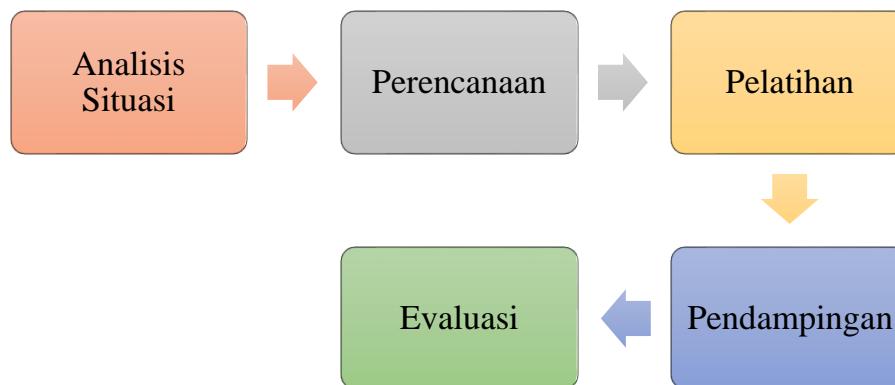 Analisis
Situasi
Perencanaan
Pelatihan
Pendampingan
Evaluasi